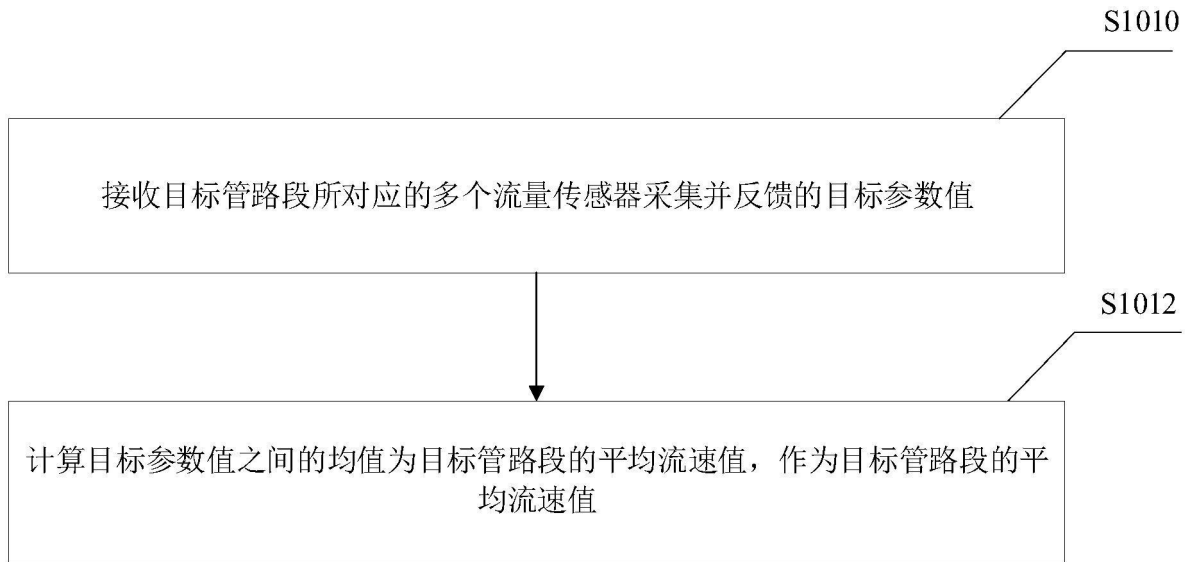 S1010
接收目标管路段所对应的多个流量传感器采集并反馈的目标参数值
S1012
计算目标参数值之间的均值为目标管路段的平均流速值，作为目标管路段的平
均流速值